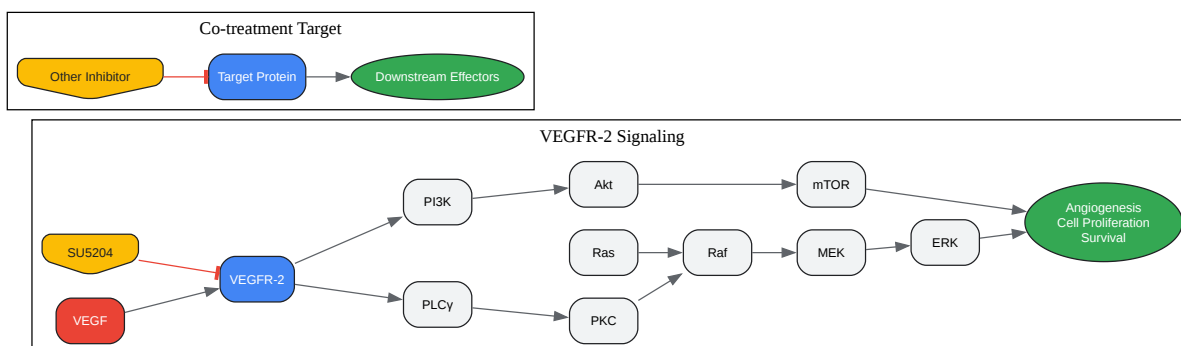 Co-treatment Target
Other Inhibitor
Target Protein
Downstream Effectors
VEGFR-2 Signaling
SU5204
VEGF
VEGFR-2
PI3K
PLCγ
Akt
Ras
PKC
Raf
mTOR
MEK
ERK
Angiogenesis
Cell Proliferation
Survival